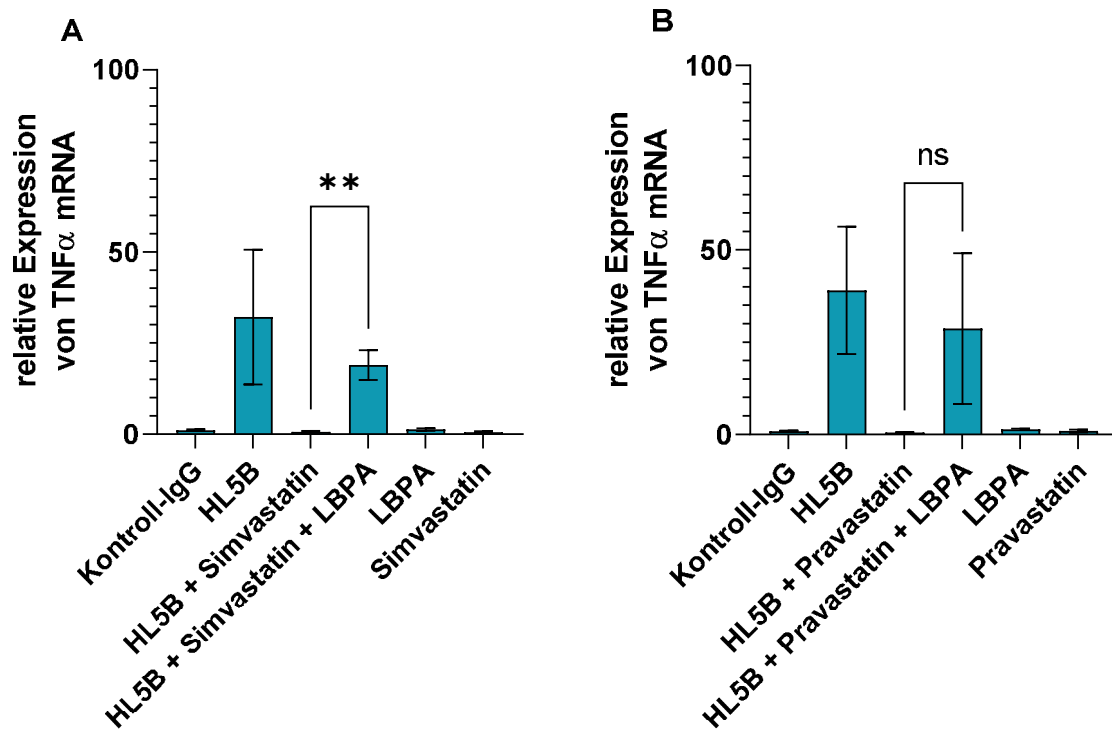 A
relative Expression
von TNFα mRNA
100
50
0
**
Kontroll-IgG
HL5B
HL5B + Simvastatin
HL5B + Simvastatin + LBPA
LBPA
Simvastatin
B
relative Expression
von TNFα mRNA
100
50
0
ns
Kontroll-IgG
HL5B
HL5B + Pravastatin
HL5B + Pravastatin + LBPA
LBPA
Pravastatin